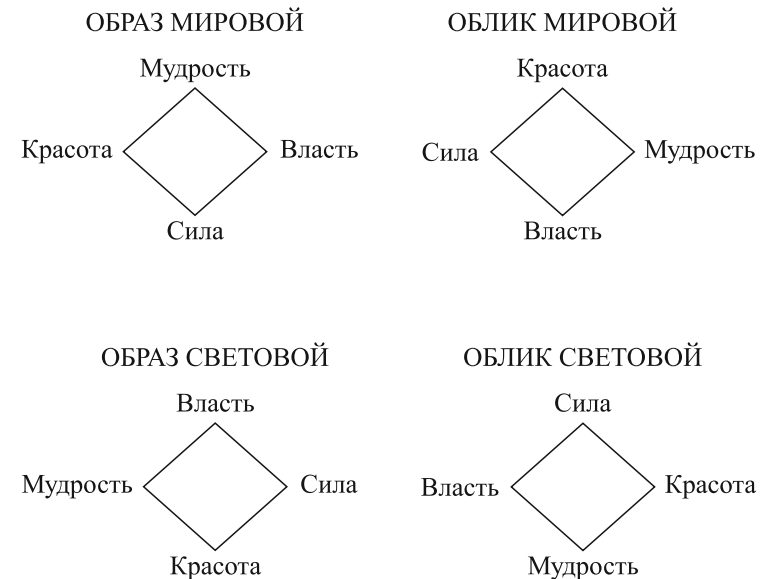 ОБРАЗ МИРОВОЙ
Мудрость
Красота Власть
Сила
ОБЛИК МИРОВОЙ
Красота
Сила Мудрость
Власть
ОБРАЗ СВЕТОВОЙ
Власть
Мудрость Сила
Красота
ОБЛИК СВЕТОВОЙ
Сила
Власть Красота
Мудрость